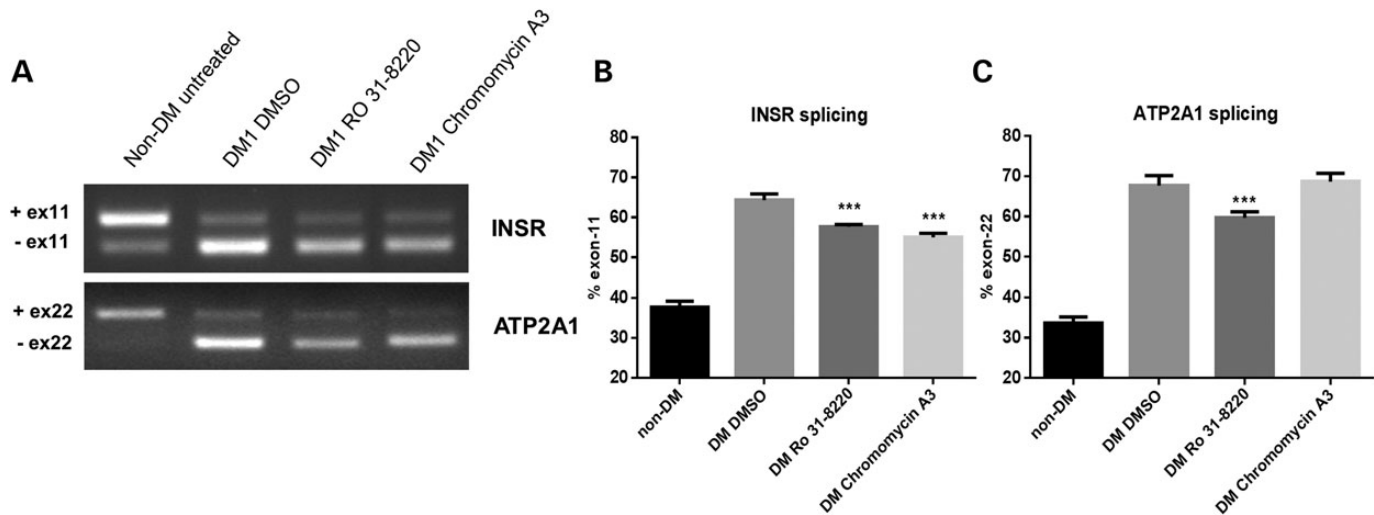 A
Non-DM untreated
DM1 DMSO
DM1 RO 31-8220
DM1 Chromomycin A3
+ ex11
- ex11
INSR
+ ex22
- ex22
ATP2A1
B
INSR splicing
% exon-11
80
70
60
50
40
30
20
***
***
non-DM
DM DMSO
DM Ro 31-8220
DM Chromomycin A3
C
ATP2A1 splicing
% exon-22
80
70
60
50
40
30
20
***
non-DM
DM DMSO
DM Ro 31-8220
DM Chromomycin A3